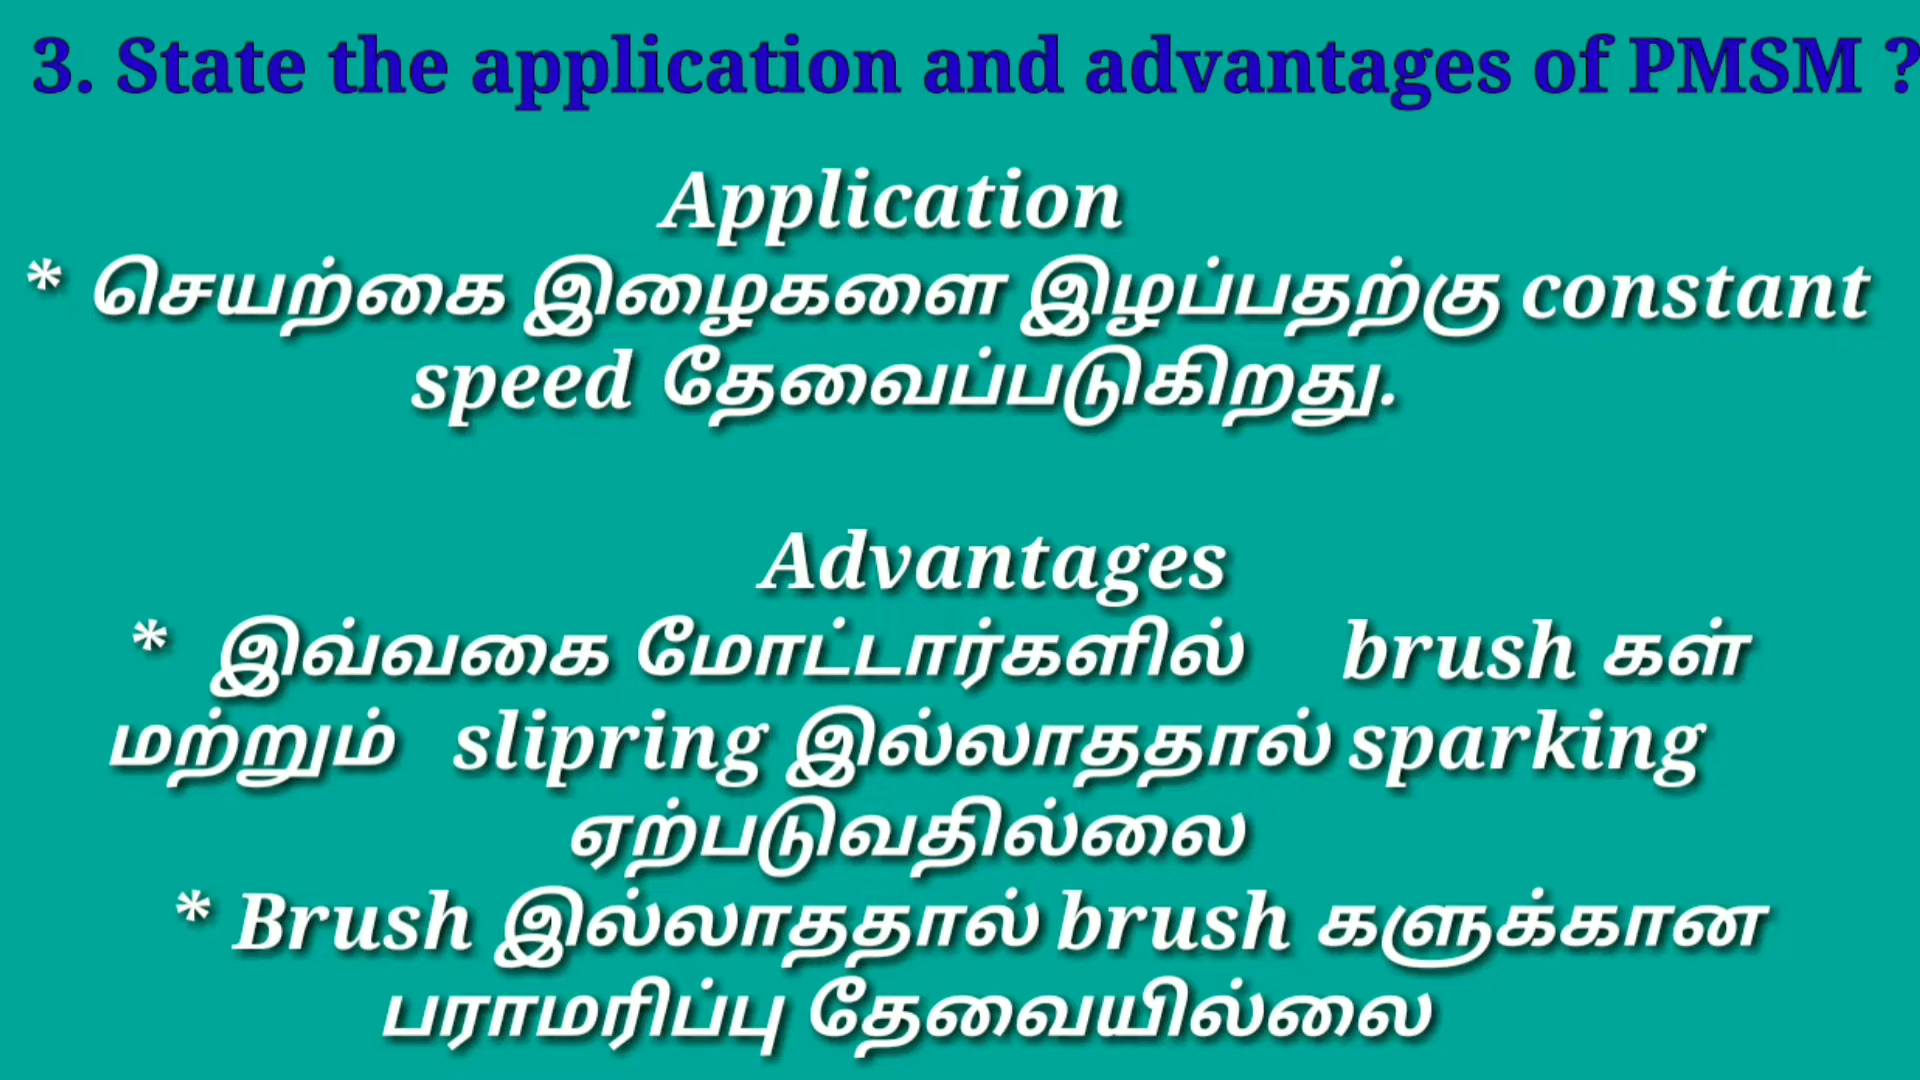 3. State the application and advantages of PMSM ?
Application
* செயற்கை இழைகளை இழப்பதற்கு constant
speed தேவைப்படுகிறது.
Advantages
* இவ்வகை மோட்டார்களில் brush கள்
மற்றும் slipring இல்லாததால் sparking
ஏற்படுவதில்லை
* Brush இல்லாததால் brush களுக்கான
பராமரிப்பு தேவையில்லை